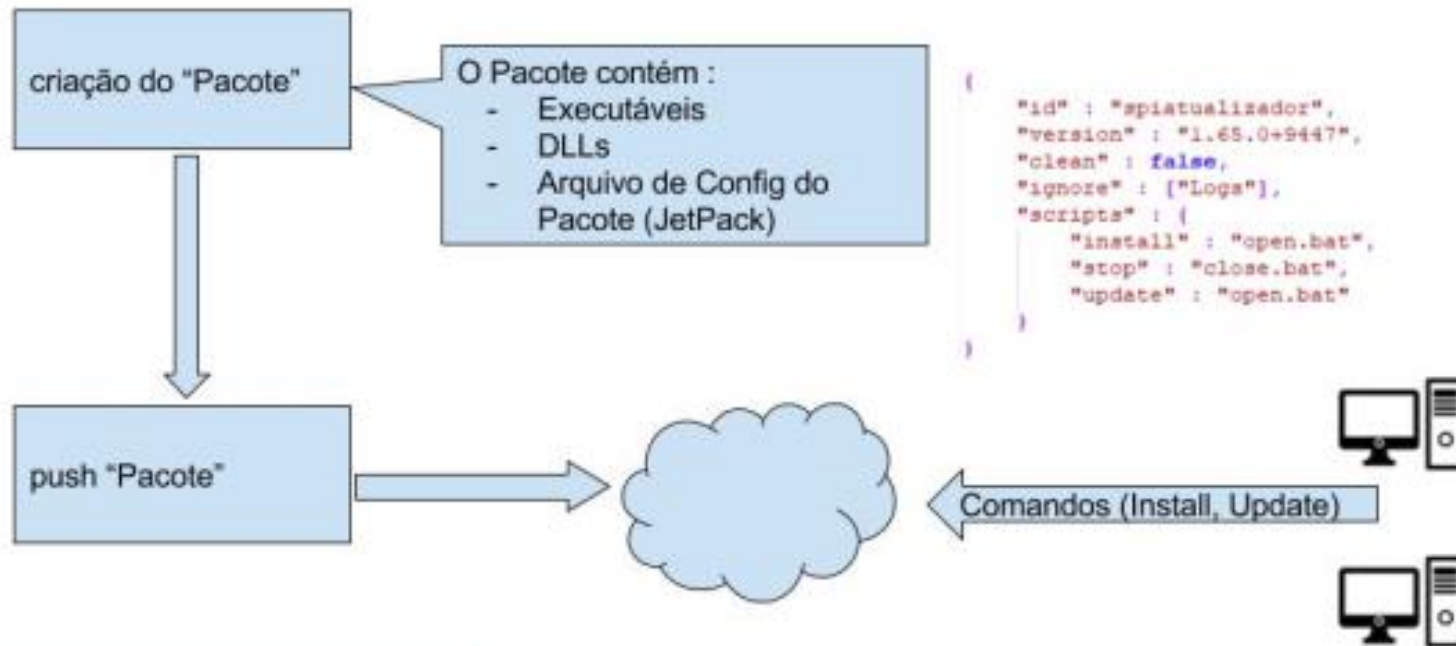 criação do “Pacote”
O Pacote contém :
- Executáveis
- DLLs
- Arquivo de Config do
Pacote (JetPack)
{
"id" : "spiatualizador",
"version" : "1.65.0+9447",
"clean" : false,
"ignore" : ["Logs"],
"scripts" : {
"install" : "open.bat",
"stop" : "close.bat",
"update" : "open.bat"
}
}
push “Pacote”
Comandos (Install, Update)